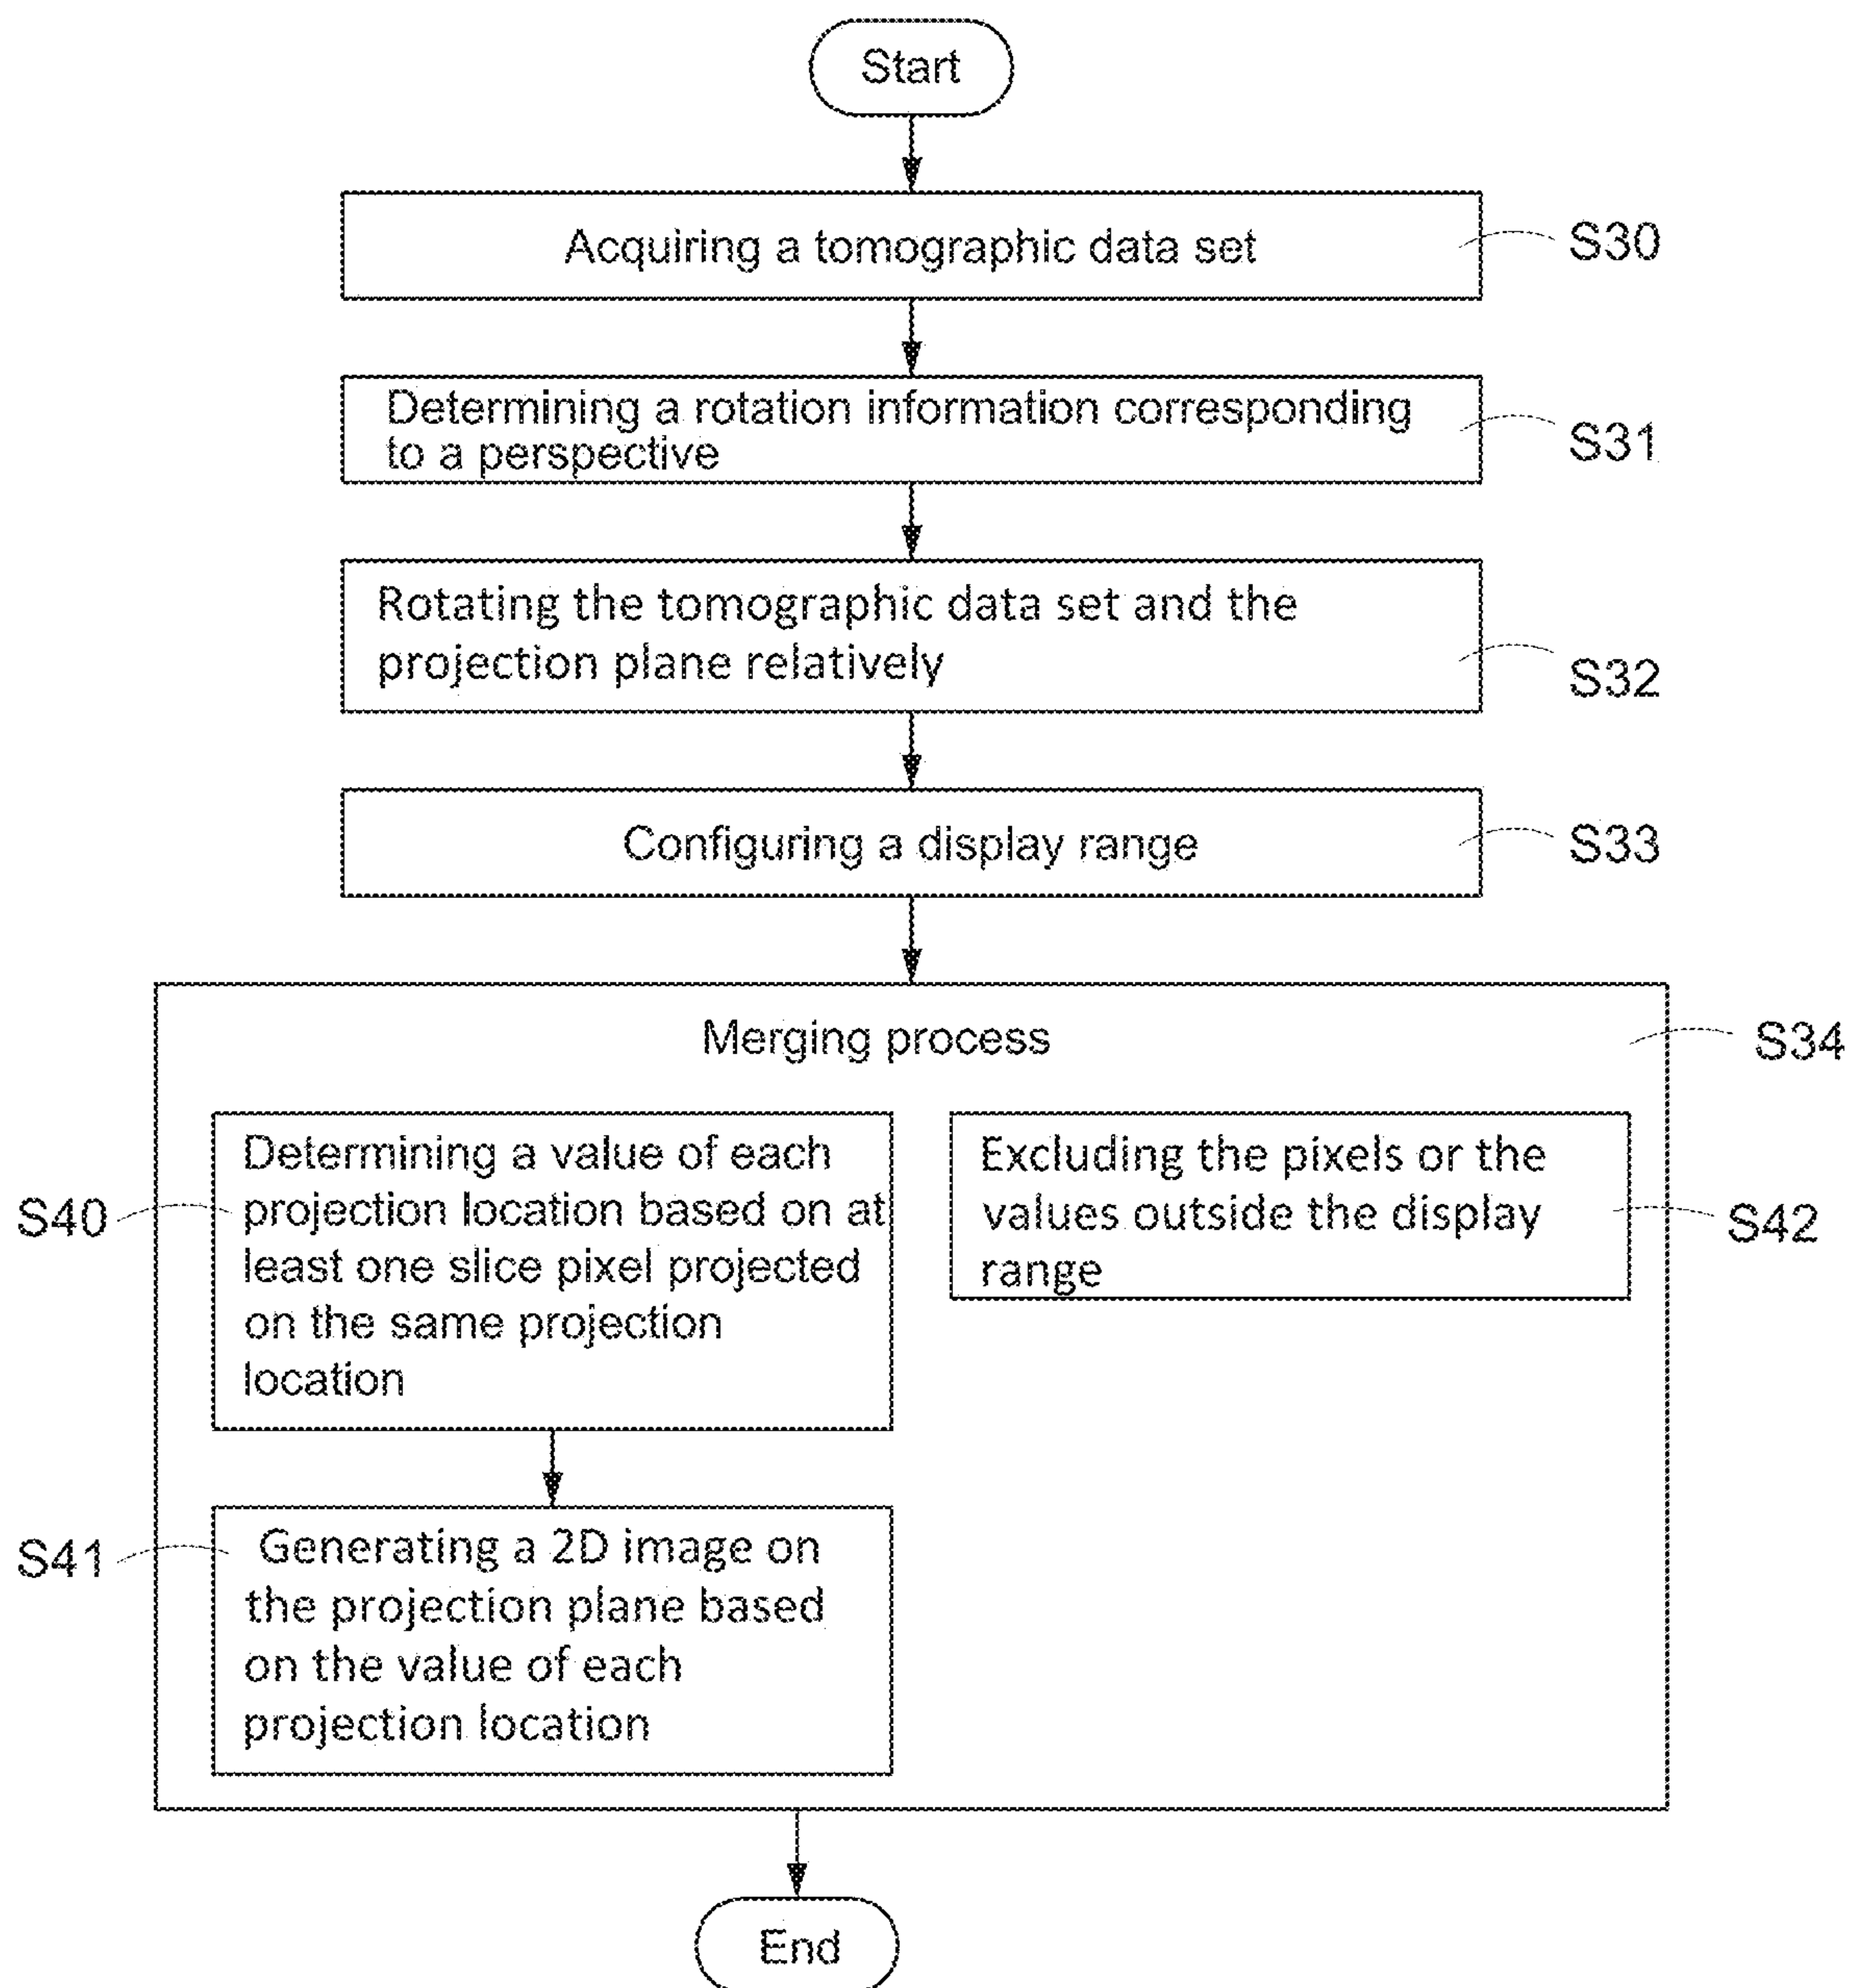 Start
Acquiring a tomographic data set
S30
Determining a rotation information corresponding
to a perspective
S31
Rotating the tomographic data set and the
projection plane relatively
S32
Configuring a display range
S33
Merging process
S34
S40
Determining a value of each
projection location based on at
least one slice pixel projected
on the same projection
location
Excluding the pixels or the
values outside the display
range
S42
S41
Generating a 2D image on
the projection plane based
on the value of each
projection location
End